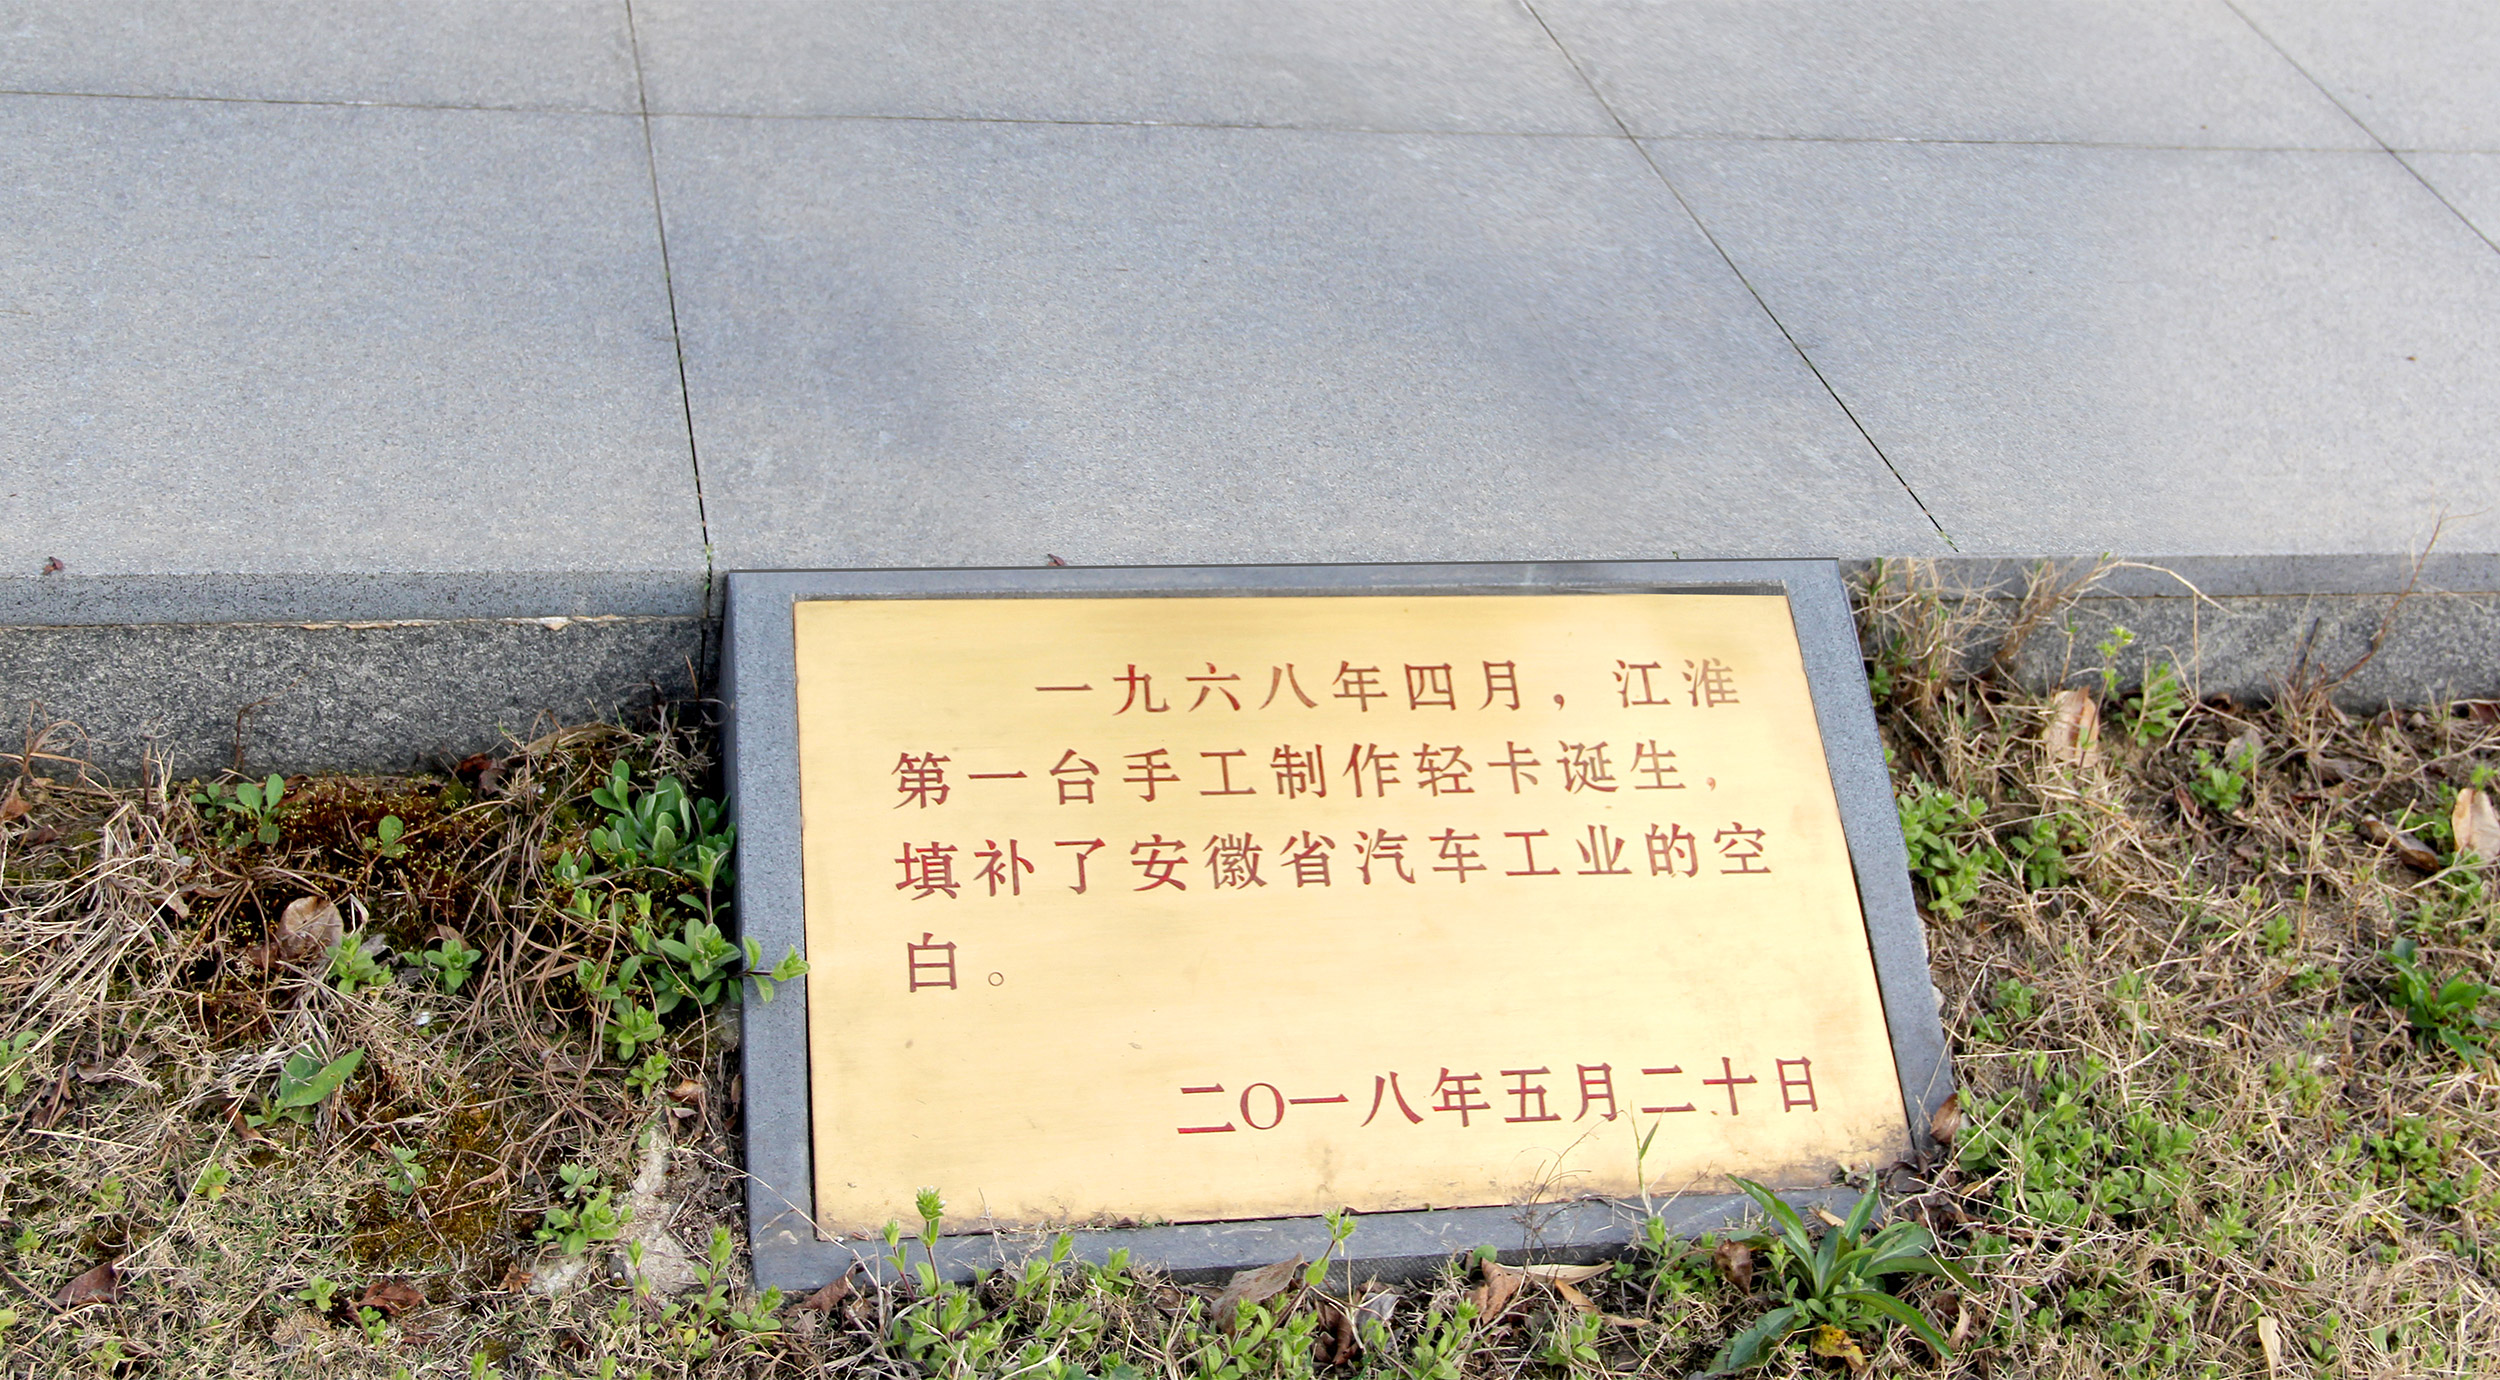 一九六八年四月，江淮
第一台手工制作轻卡诞生，
填补了安徽省汽车工业的空
白。
二〇一八年五月二十日